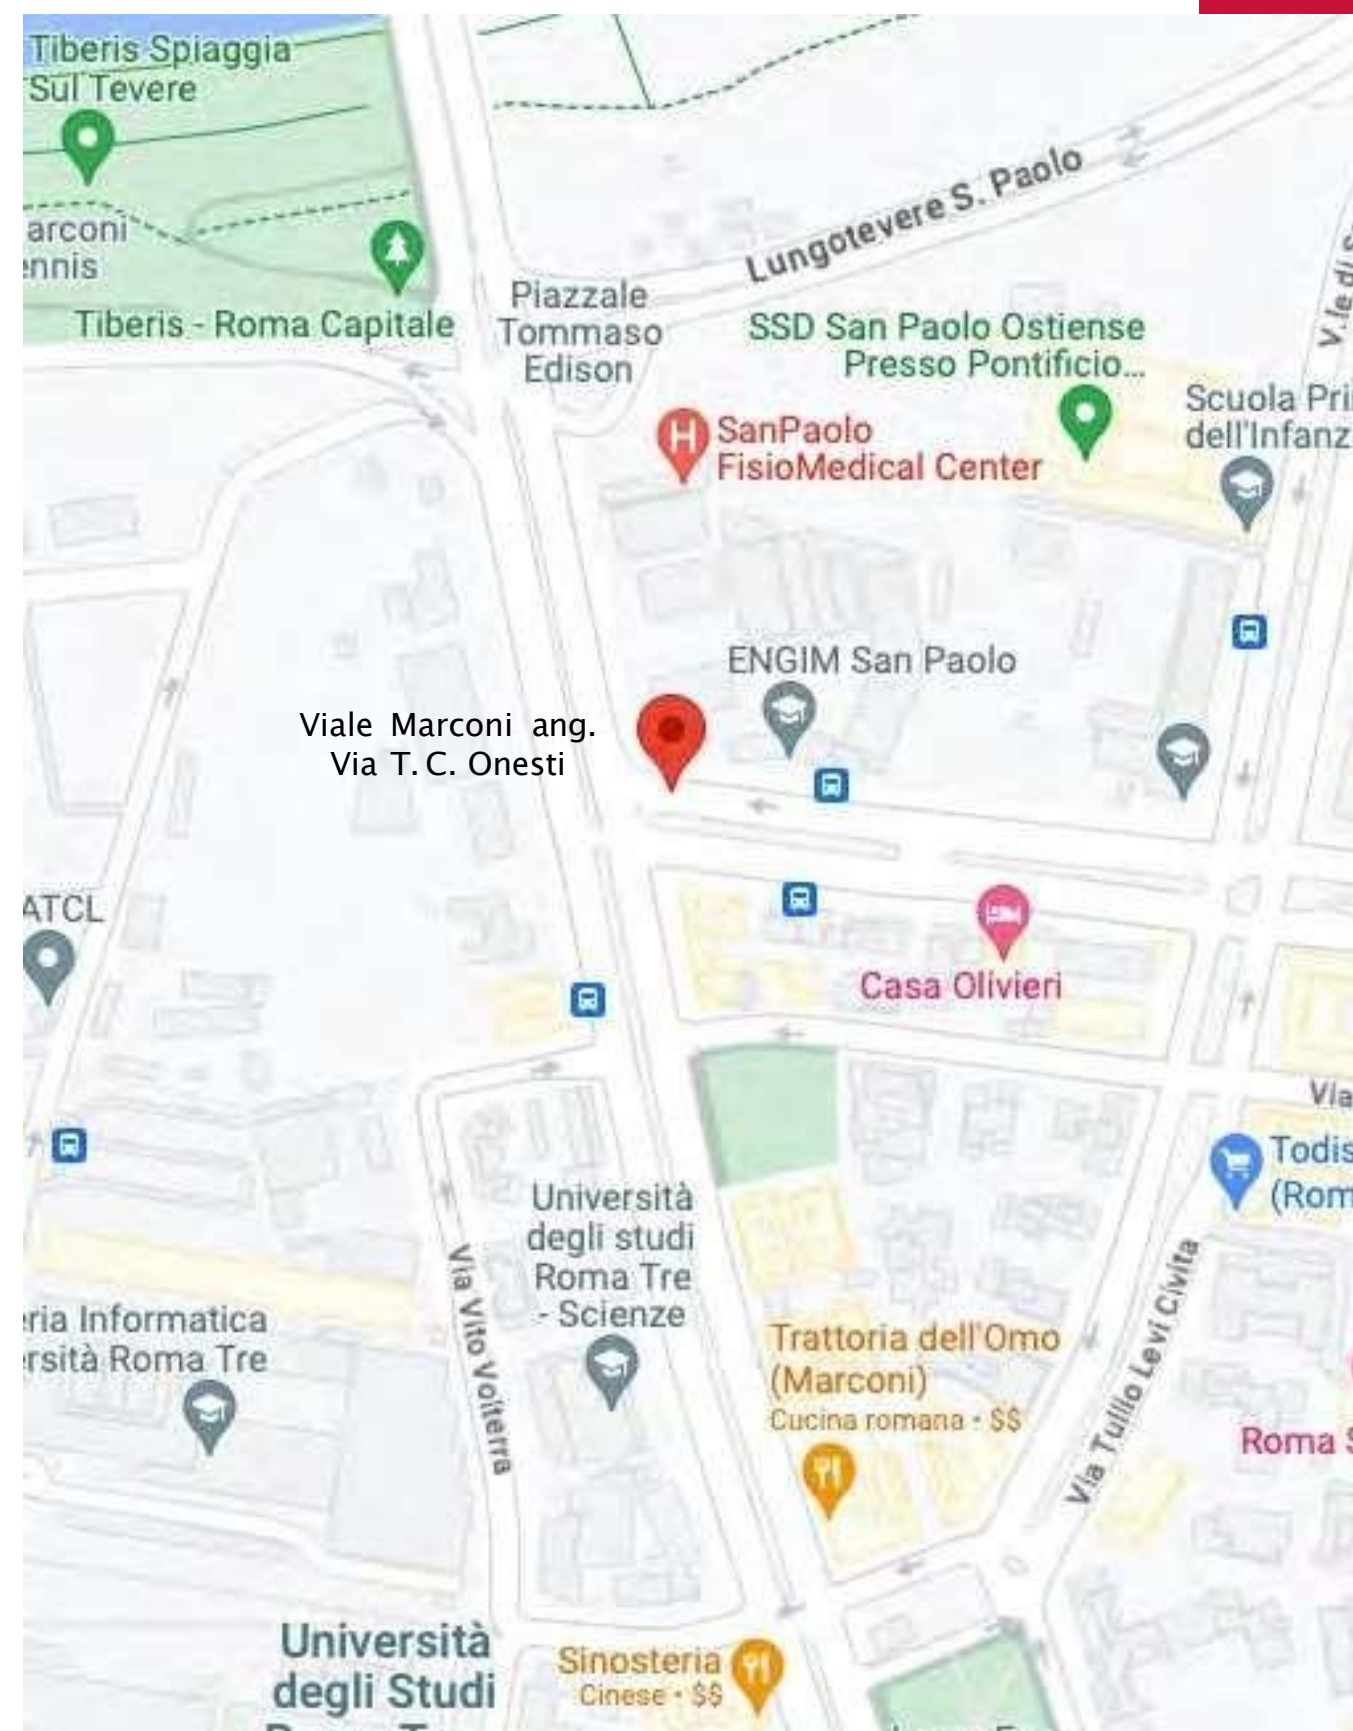 Tiberis Spiaggia
Sul Tevere
arconi
ennis
Tiberis - Roma Capitale
Piazzale
Tommaso
Edison
Lungotevere S. Paolo
V.le di S
SSD San Paolo Ostiense
Presso Pontificio...
Scuola Pri
dell'Infanz
H
SanPaolo
FisioMedical Center
ENGIM San Paolo
Viale Marconi ang.
Via T. C. Onesti
ATCL
Casa Olivieri
Via
Todis
(Rom
Università
degli studi
Roma Tre
- Scienze
Via Vito Volterra
ria Informatica
rsità Roma Tre
Trattoria dell'Omo
(Marconi)
Cucina romana • $$
Via Tullio Levi Civita
Roma S
Università
degli Studi
Sinosteria
Cinese • $$